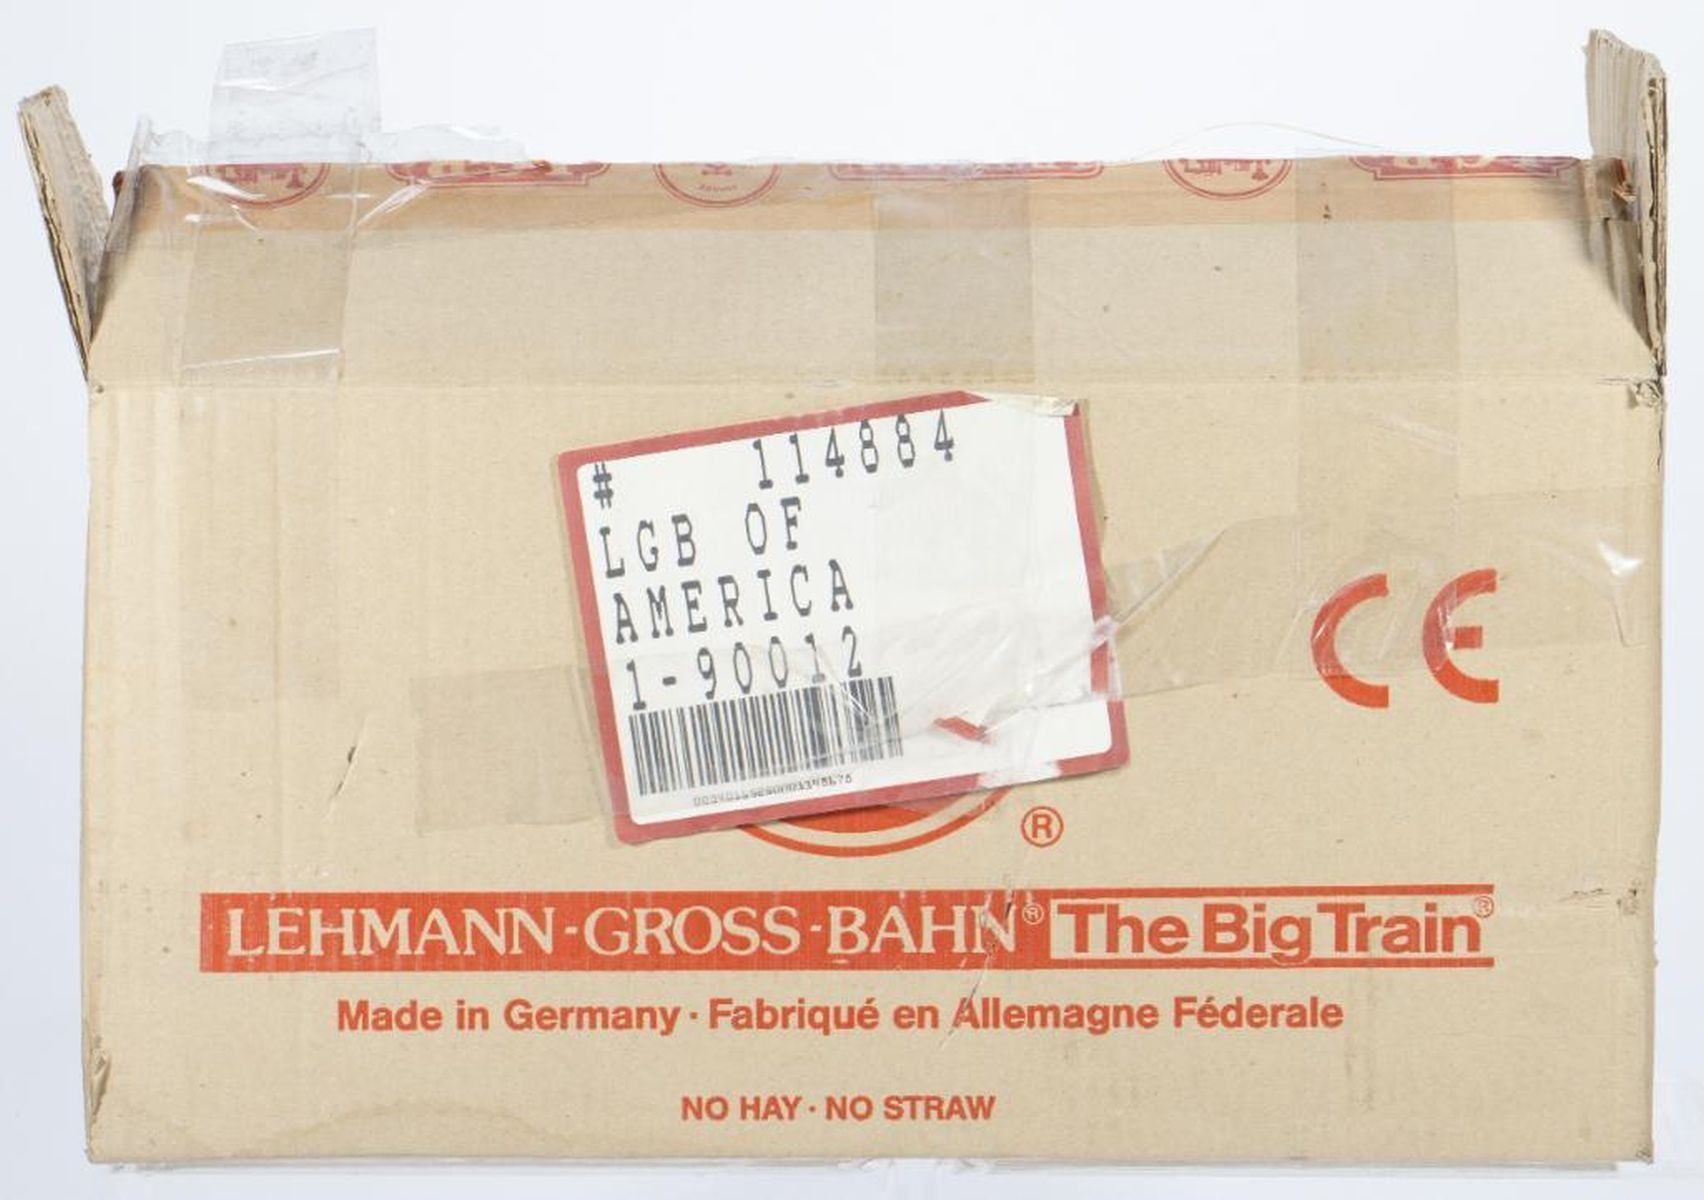 # 114884
LGB OF
AMERICA
1-90012
®
CE
LEHMANN-GROSS-BAHN® The Big Train®
Made in Germany · Fabriqué en Allemagne Féderale
NO HAY · NO STRAW